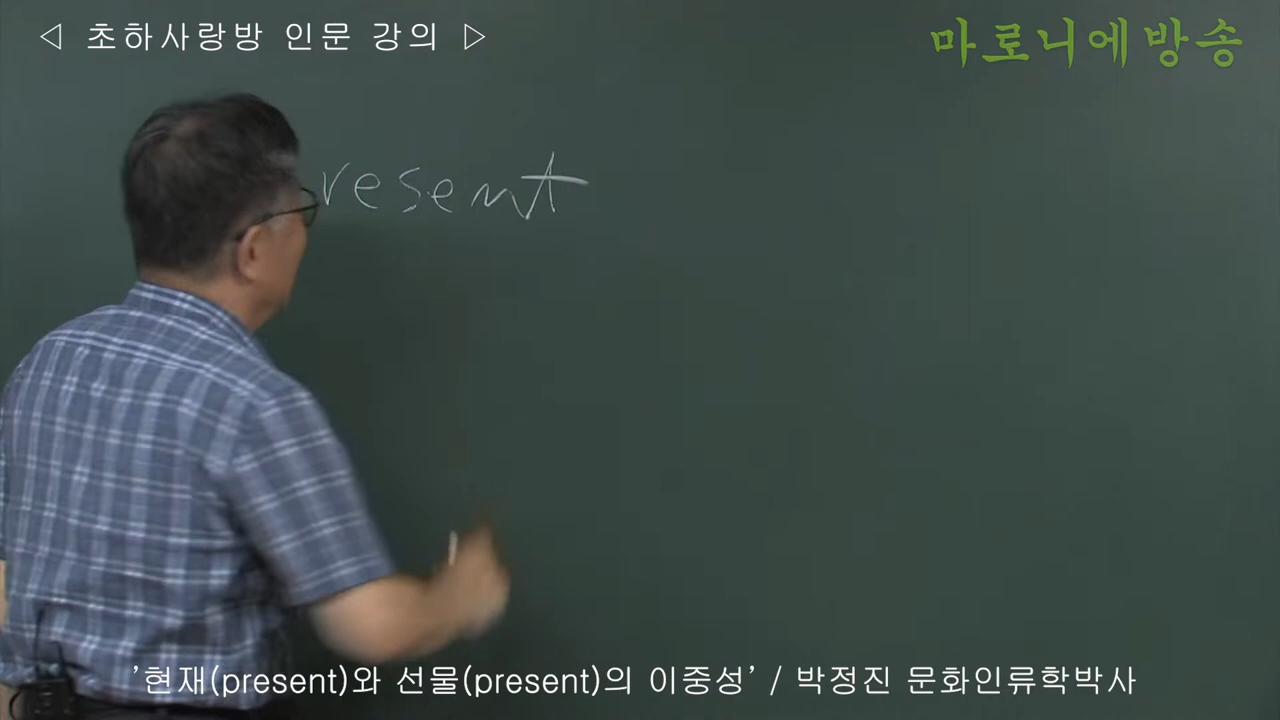 ◁ 초하사랑방 인문 강의 ▷
마로니에방송
resent
'현재(present)와 선물(present)의 이중성' / 박정진 문화인류학박사